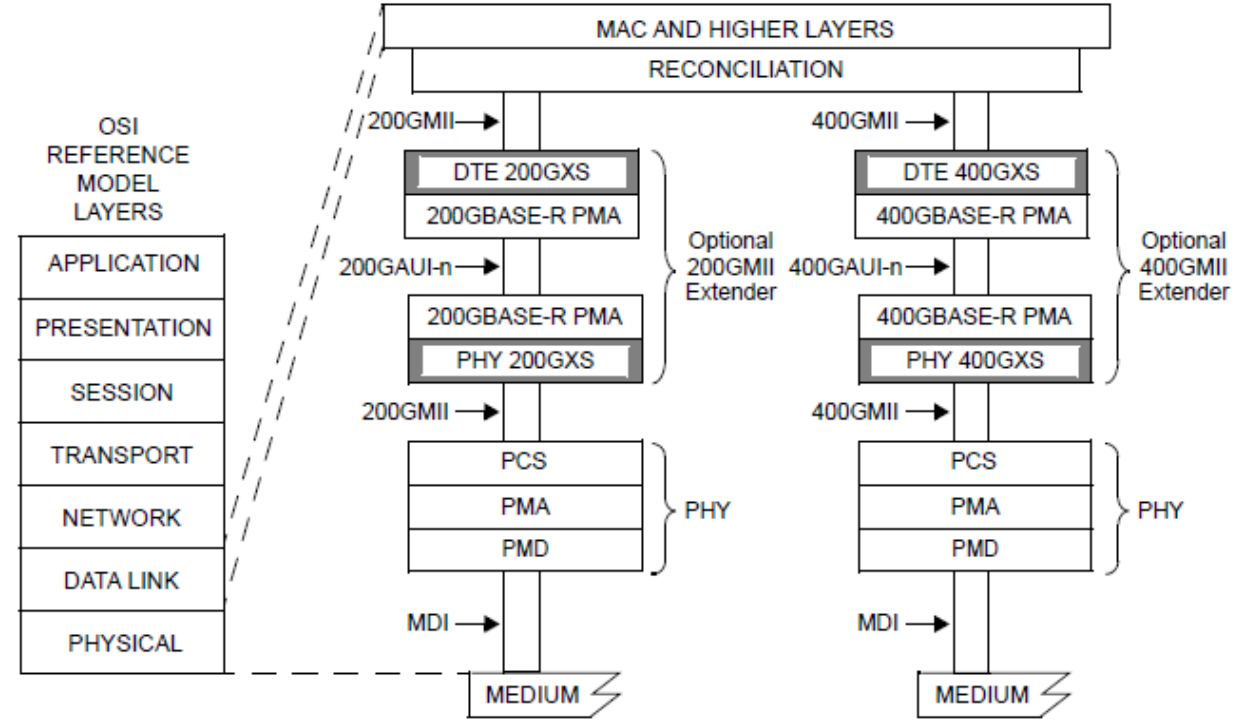 MAC AND HIGHER LAYERS
RECONCILIATION
OSI
REFERENCE
MODEL
LAYERS
APPLICATION
PRESENTATION
SESSION
TRANSPORT
NETWORK
DATA LINK
PHYSICAL
200GMII
DTE 200GXS
200GBASE-R PMA
200GAUI-n
200GBASE-R PMA
PHY 200GXS
Optional
200GMII
Extender
200GMII
PCS
PMA
PMD
PHY
MDI
MEDIUM
400GMII
DTE 400GXS
400GBASE-R PMA
400GAUI-n
400GBASE-R PMA
PHY 400GXS
Optional
400GMII
Extender
400GMII
PCS
PMA
PMD
PHY
MDI
MEDIUM